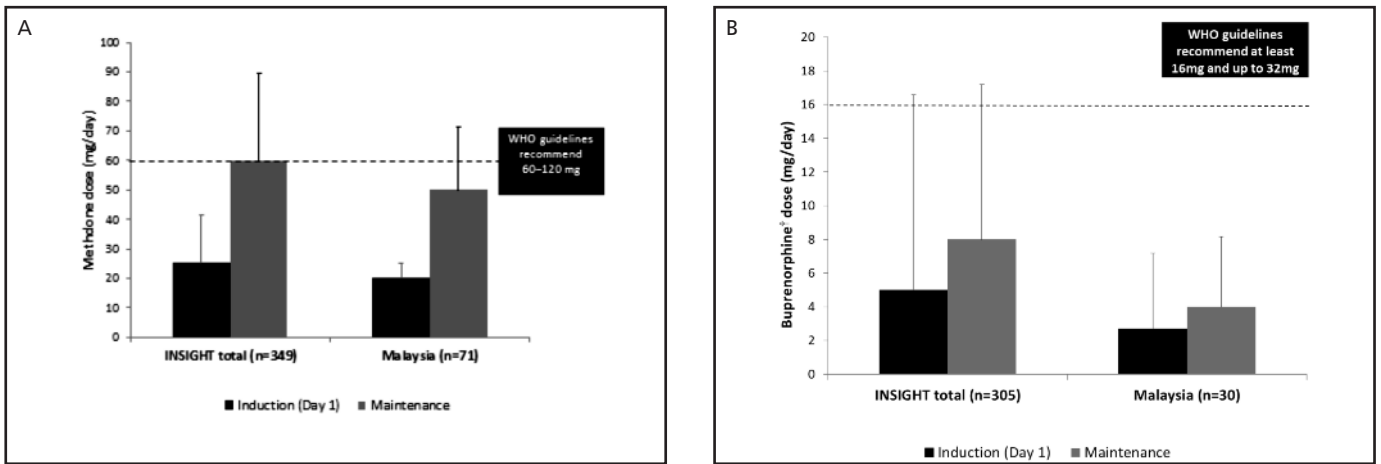 A
Methdone dose (mg/day)
100
90
80
70
60
50
40
30
20
10
0
WHO guidelines
recommend
60–120 mg
INSIGHT total (n=349)
Malaysia (n=71)
Induction (Day 1)
Maintenance
B
Buprenorphine‡ dose (mg/day)
20
18
16
14
12
10
8
6
4
2
0
WHO guidelines
recommend at least
16mg and up to 32mg
INSIGHT total (n=305)
Malaysia (n=30)
Induction (Day 1)
Maintenance